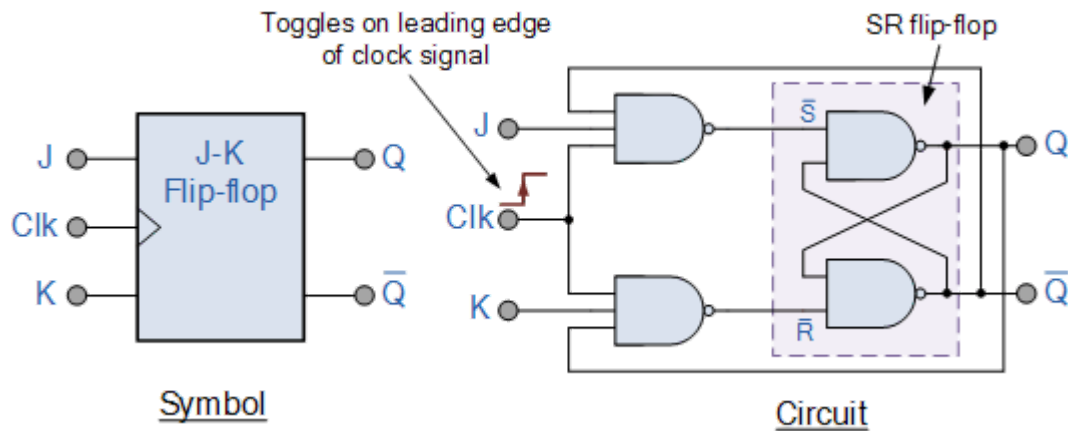 Toggles on leading edge
of clock signal
SR flip-flop
J
Clk
K
J-K
Flip-flop
Q
Q̅
J
Clk
K
S̅
R̅
Q
Q̅
Symbol
Circuit